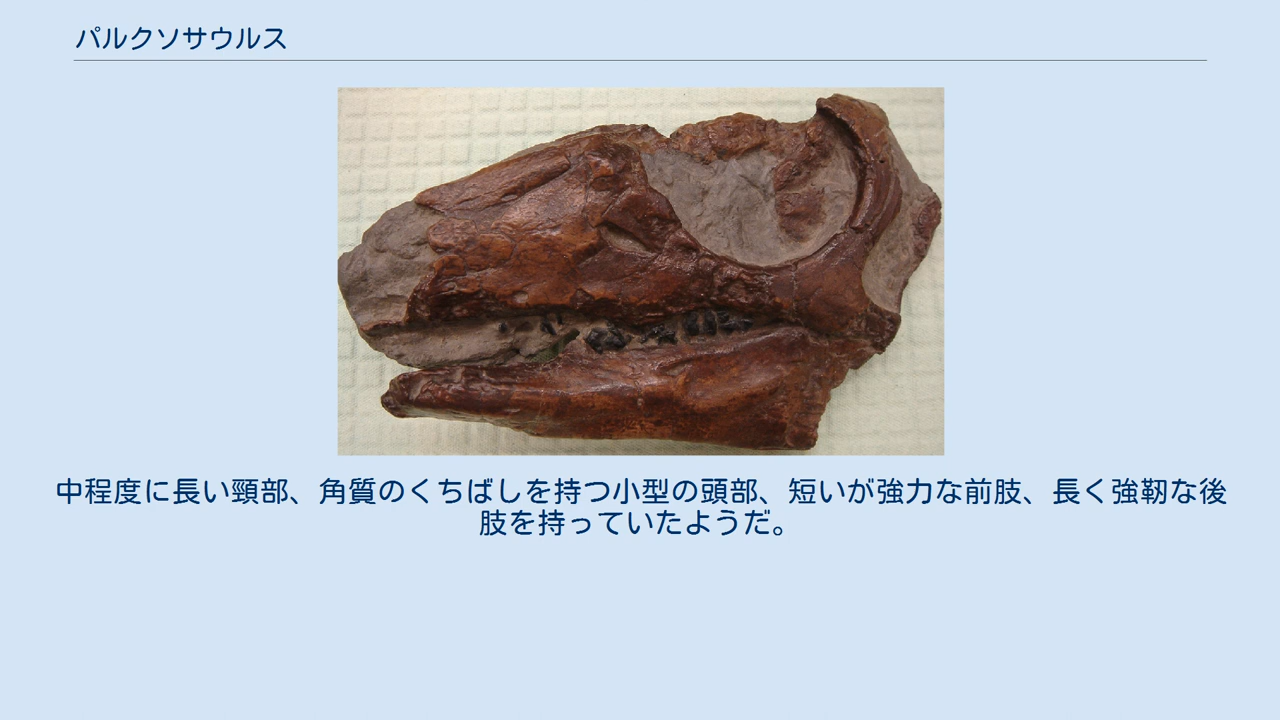 パルクソサウルス
中程度に長い頸部、角質のくちばしを持つ小型の頭部、短いが強力な前肢、長く強靭な後
肢を持っていたようだ。